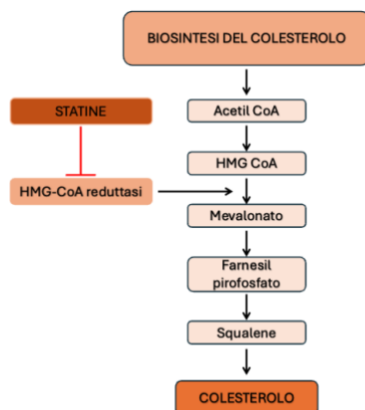 BIOSINTESI DEL COLESTEROLO
STATINE
Acetil CoA
HMG CoA
HMG-CoA reduttasi
Mevalonato
Farnesil
pirofosfato
Squalene
COLESTEROLO